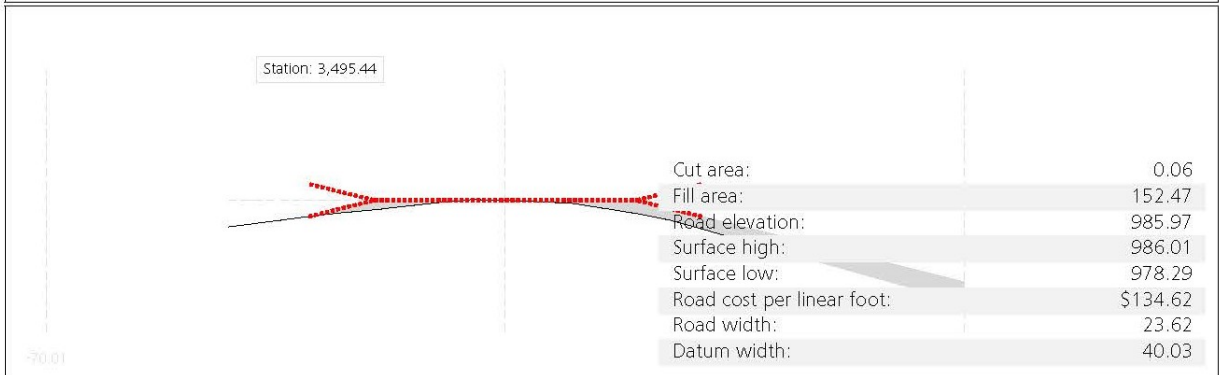 Station: 3,495.44
Cut area: 0.06
Fill area: 152.47
Road elevation: 985.97
Surface high: 986.01
Surface low: 978.29
Road cost per linear foot: $134.62
Road width: 23.62
Datum width: 40.03
-70.01